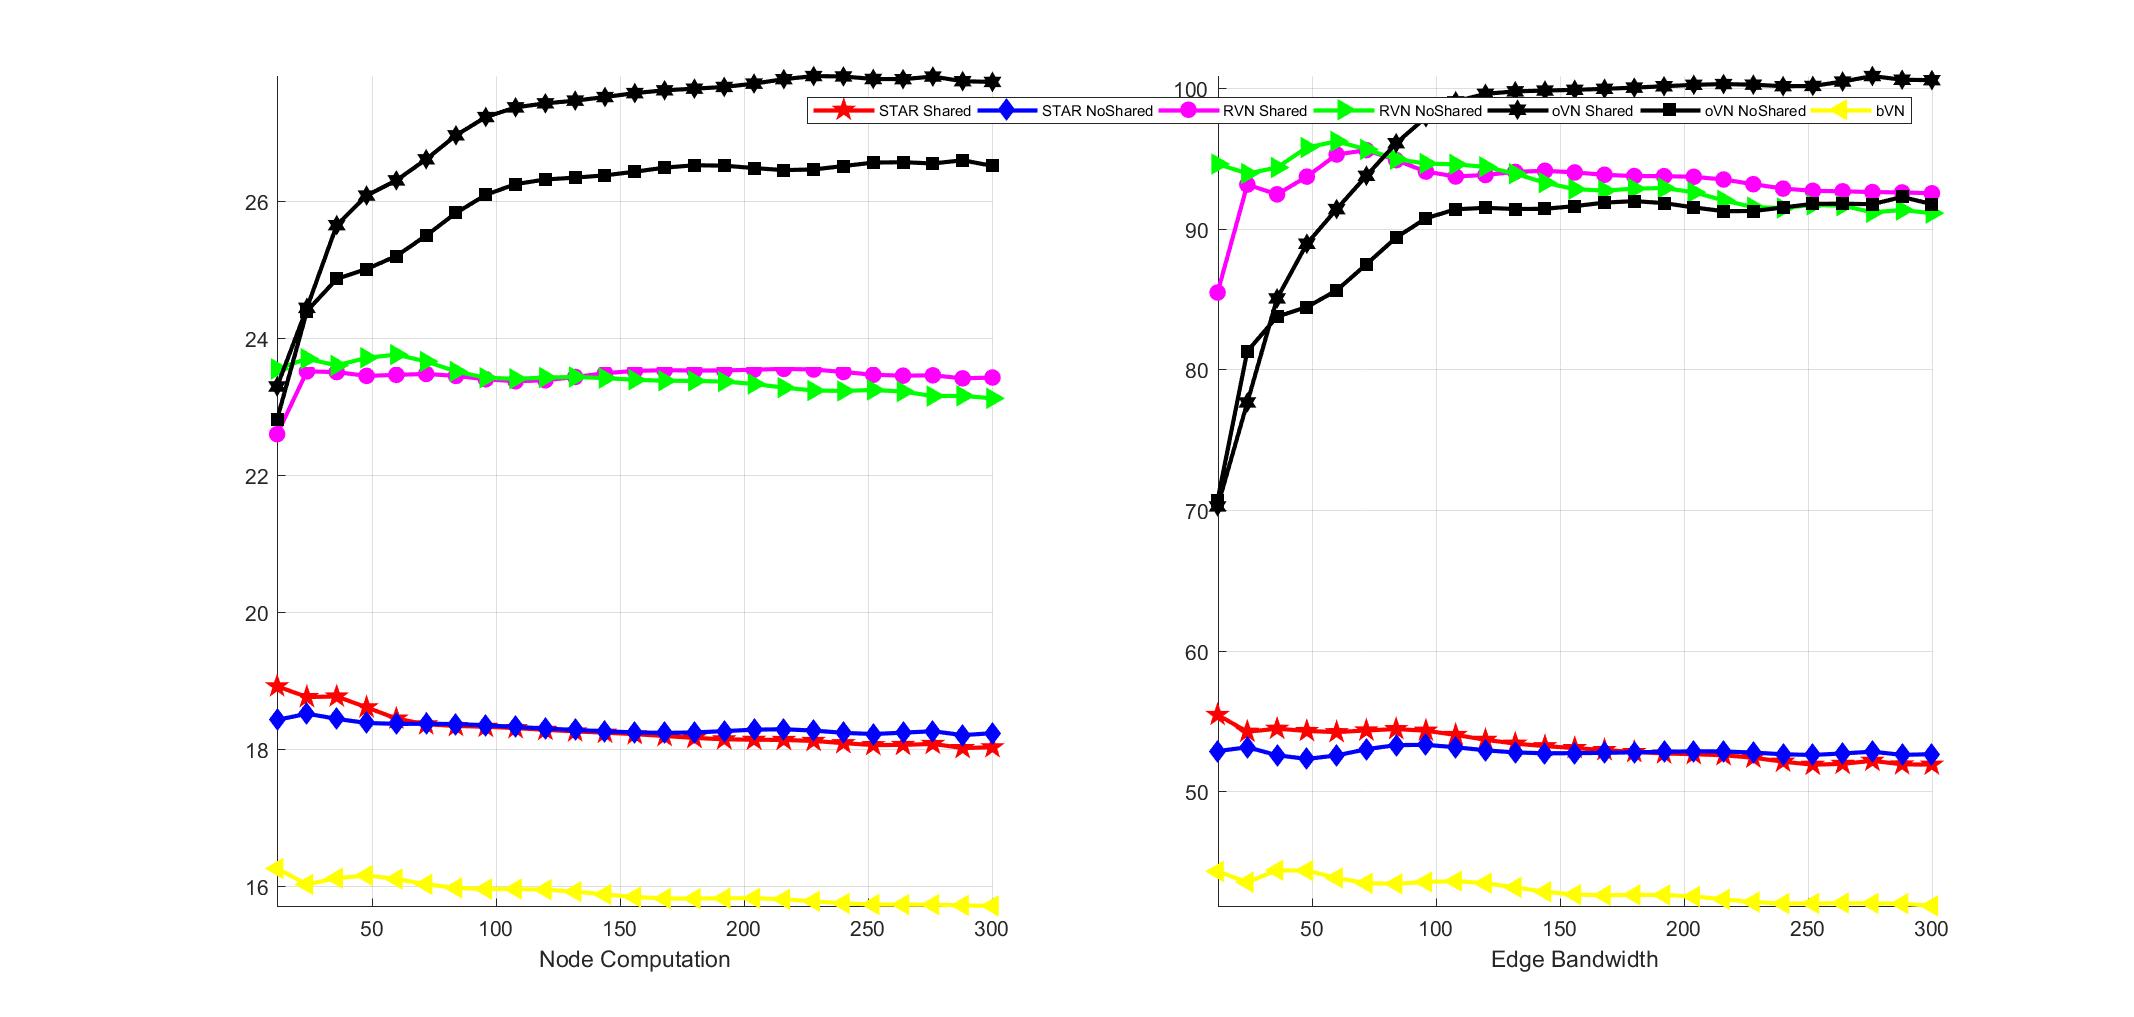 100
STAR Shared STAR NoShared RVN Shared RVN NoShared oVN Shared oVN NoShared bVN
26
24
22
20
18
16
50 100 150 200 250 300
Node Computation
90
80
70
60
50
50 100 150 200 250 300
Edge Bandwidth